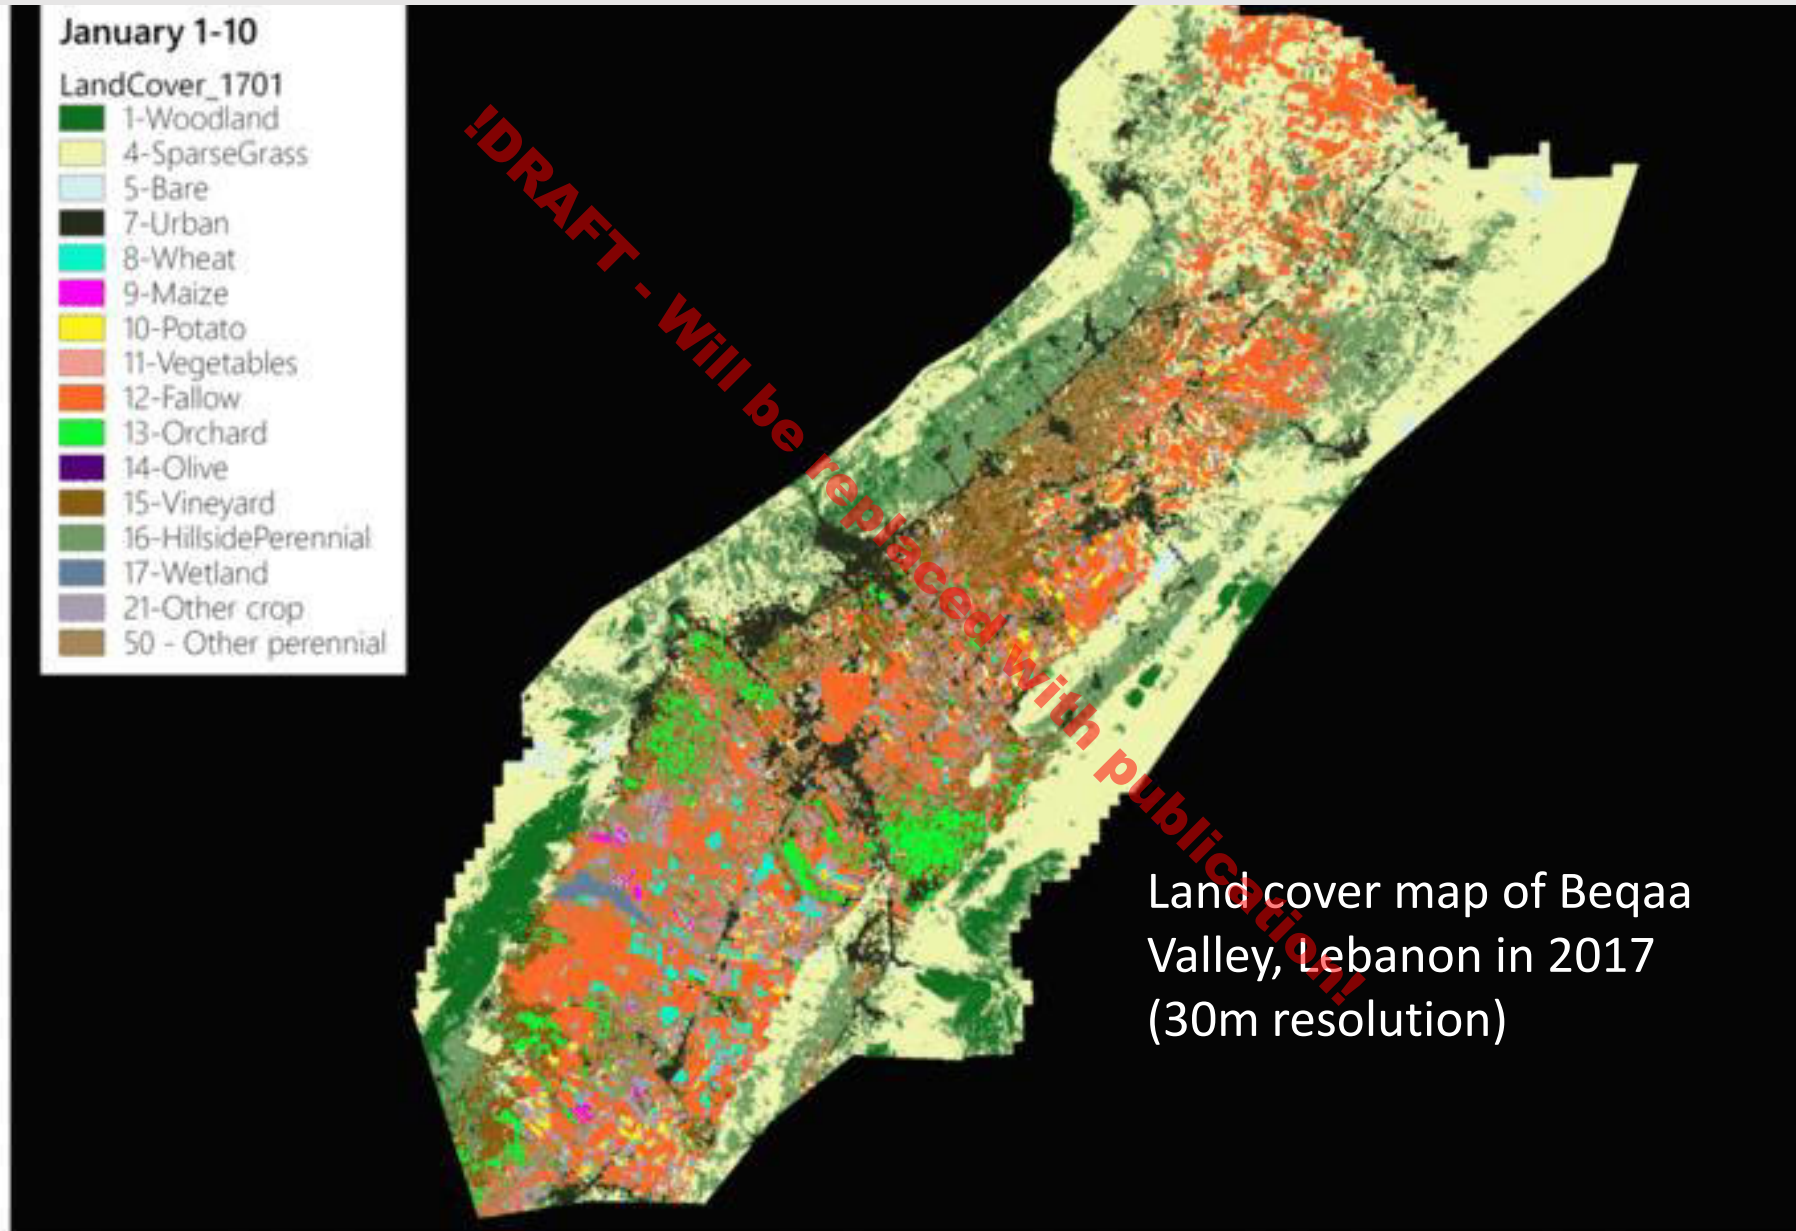 January 1-10
LandCover_1701
1-Woodland
4-SparseGrass
5-Bare
7-Urban
8-Wheat
9-Maize
10-Potato
11-Vegetables
12-Fallow
13-Orchard
14-Olive
15-Vineyard
16-HillsidePerennial
17-Wetland
21-Other crop
50 - Other perennial
!DRAFT - Will be replaced with publication!
Land cover map of Beqaa
Valley, Lebanon in 2017
(30m resolution)